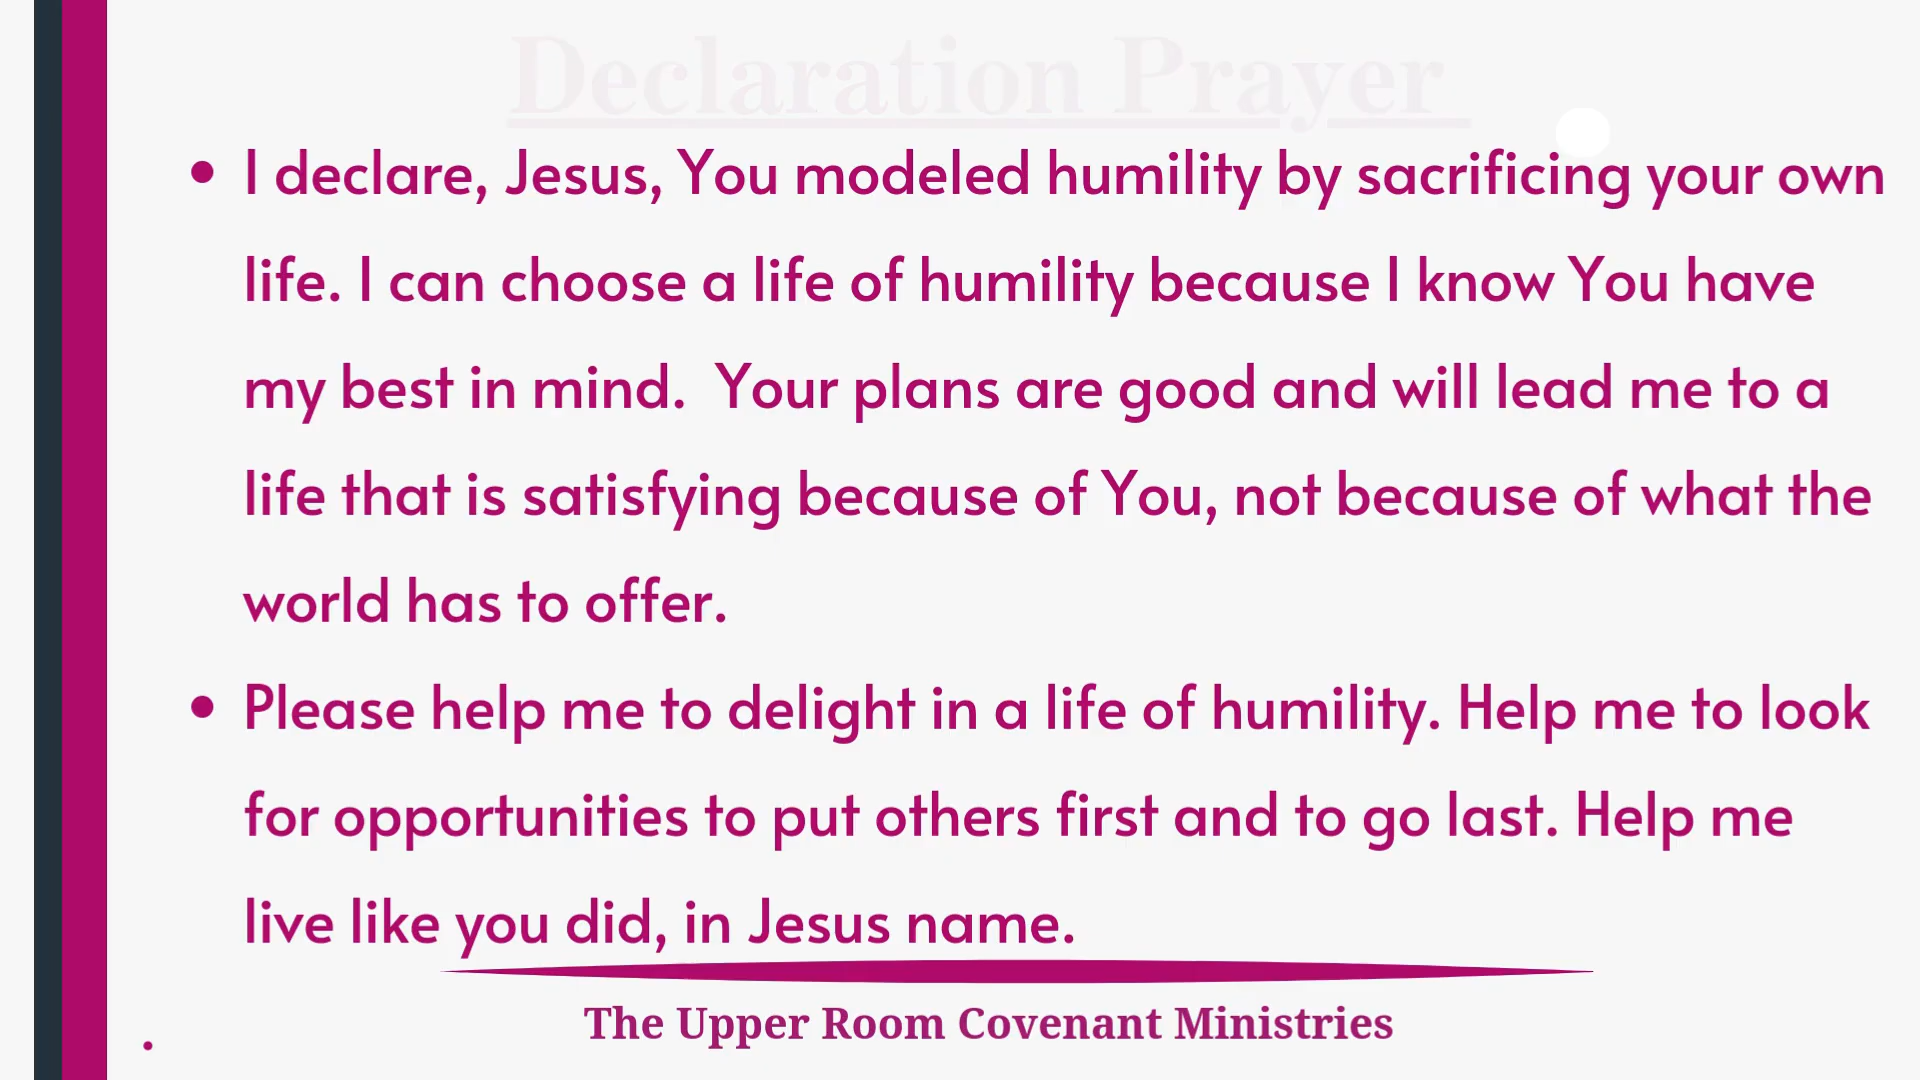 Declaration Prayer
• I declare, Jesus, You modeled humility by sacrificing your own
life. I can choose a life of humility because I know You have
my best in mind.  Your plans are good and will lead me to a
life that is satisfying because of You, not because of what the
world has to offer.
• Please help me to delight in a life of humility. Help me to look
for opportunities to put others first and to go last. Help me
live like you did, in Jesus name.
The Upper Room Covenant Ministries
.